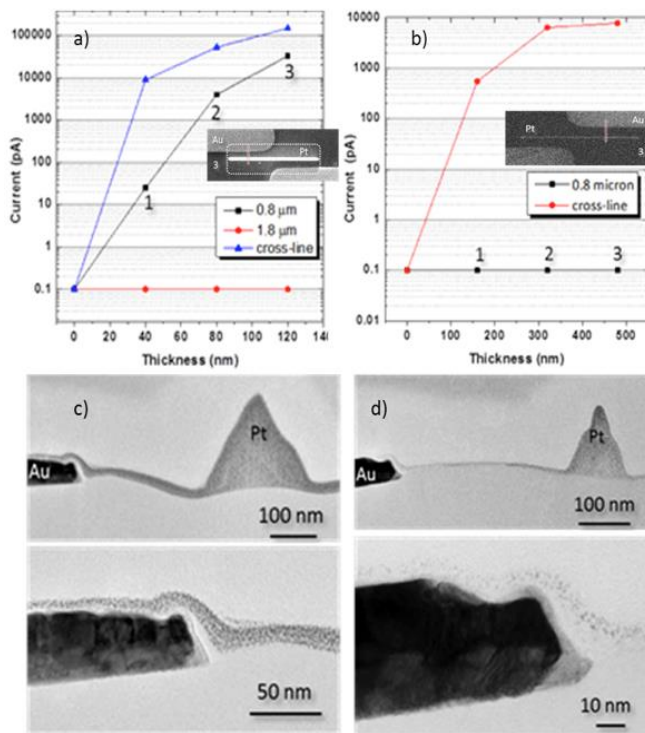 a)
100000
10000
1000
100
10
1
0.1
Current (pA)
1
2
3
Au
Pt
3
0.8 μm
1.8 μm
cross-line
0 20 40 60 80 100 120 140
Thickness (nm)
b)
10000
1000
100
10
1
0.1
0.01
Current (pA)
Au
Pt
3
0.8 micron
cross-line
1 2 3
0 100 200 300 400 500
Thickness (nm)
c)
Pt
Au
100 nm
50 nm
d)
Pt
Au
100 nm
10 nm